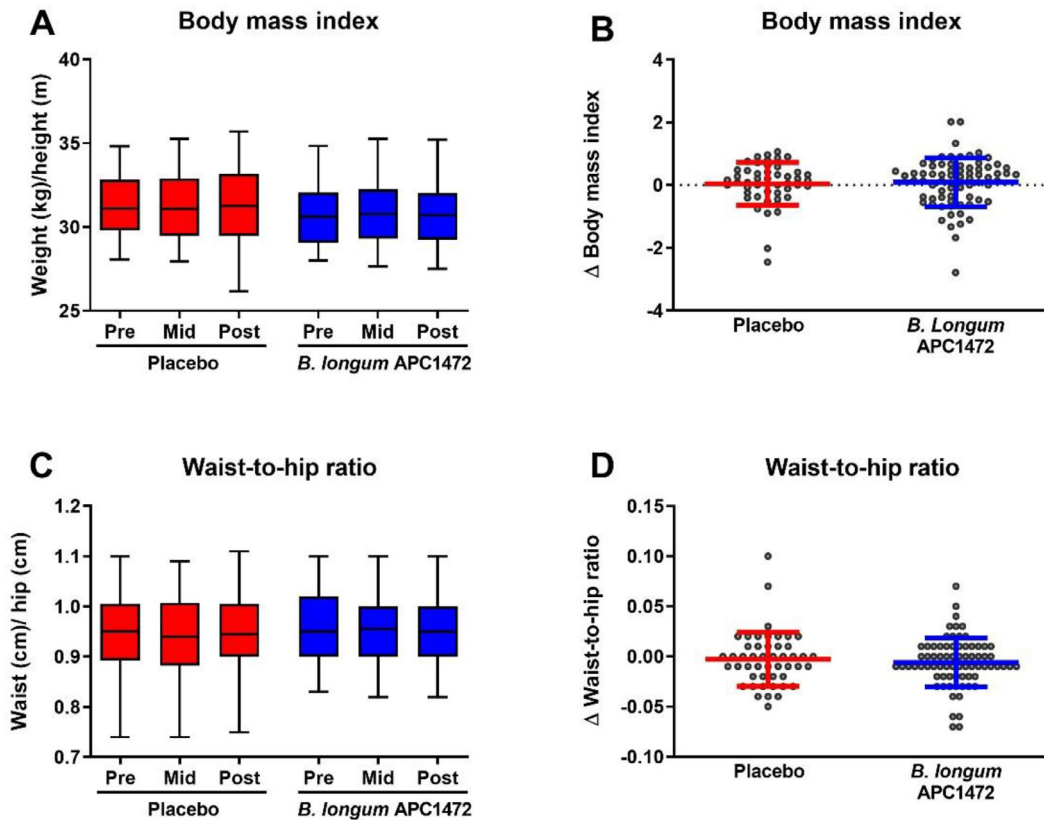 A
Body mass index
Weight (kg)/height (m)
40
35
30
25
Pre Mid Post Pre Mid Post
Placebo B. longum APC1472
B
Body mass index
Δ Body mass index
4
2
0
-2
-4
Placebo B. Longum
APC1472
C
Waist-to-hip ratio
Waist (cm)/ hip (cm)
1.2
1.1
1.0
0.9
0.8
0.7
Pre Mid Post Pre Mid Post
Placebo B. longum APC1472
D
Waist-to-hip ratio
Δ Waist-to-hip ratio
0.15
0.10
0.05
0.00
-0.05
-0.10
Placebo B. longum
APC1472